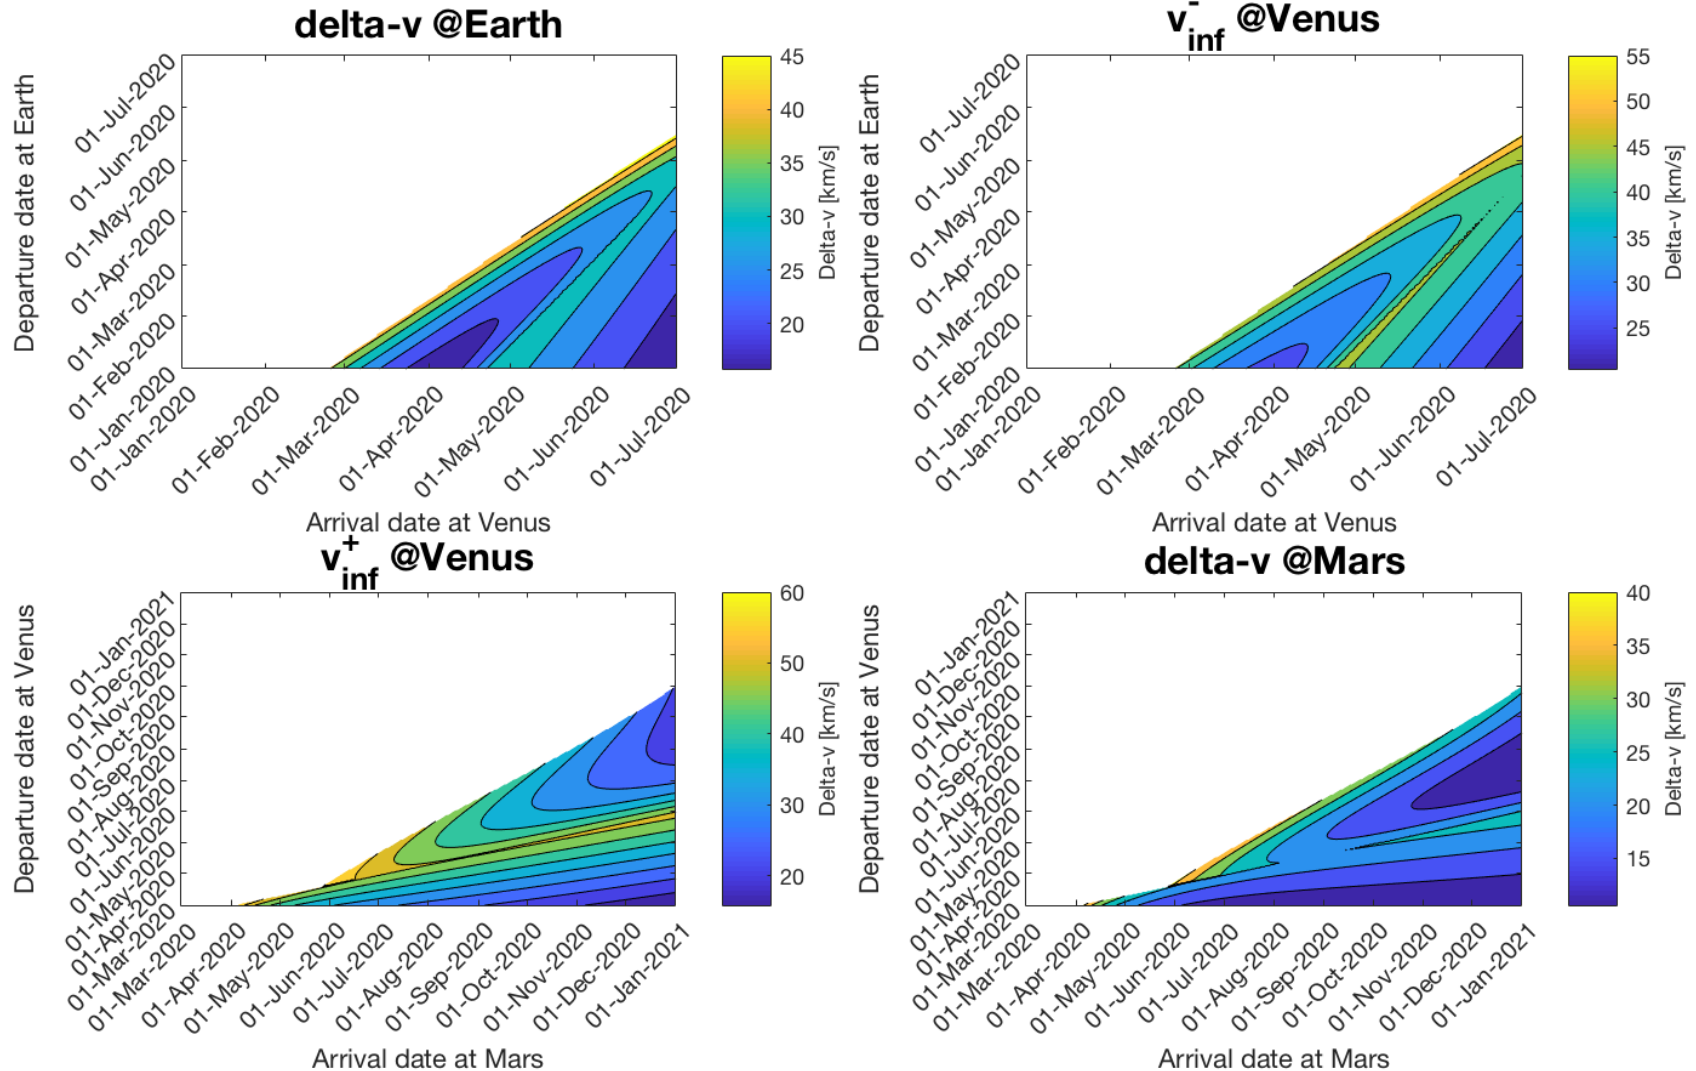 delta-v @Earth
Departure date at Earth
01-Jul-2020
01-Jun-2020
01-May-2020
01-Apr-2020
01-Mar-2020
01-Feb-2020
01-Jan-2020
01-Jan-2020
01-Feb-2020
01-Mar-2020
01-Apr-2020
01-May-2020
01-Jun-2020
01-Jul-2020
Arrival date at Venus
45
40
35
30
25
20
Delta-v [km/s]
v-inf @Venus
Departure date at Earth
01-Jul-2020
01-Jun-2020
01-May-2020
01-Apr-2020
01-Mar-2020
01-Feb-2020
01-Jan-2020
01-Jan-2020
01-Feb-2020
01-Mar-2020
01-Apr-2020
01-May-2020
01-Jun-2020
01-Jul-2020
Arrival date at Venus
55
50
45
40
35
30
25
Delta-v [km/s]
v+inf @Venus
Departure date at Venus
01-Jan-2021
01-Dec-2020
01-Nov-2020
01-Oct-2020
01-Sep-2020
01-Aug-2020
01-Jul-2020
01-Jun-2020
01-May-2020
01-Apr-2020
01-Mar-2020
01-Mar-2020
01-Apr-2020
01-May-2020
01-Jun-2020
01-Jul-2020
01-Aug-2020
01-Sep-2020
01-Oct-2020
01-Nov-2020
01-Dec-2020
01-Jan-2021
Arrival date at Mars
60
50
40
30
20
Delta-v [km/s]
delta-v @Mars
Departure date at Venus
01-Jan-2021
01-Dec-2020
01-Nov-2020
01-Oct-2020
01-Sep-2020
01-Aug-2020
01-Jul-2020
01-Jun-2020
01-May-2020
01-Apr-2020
01-Mar-2020
01-Mar-2020
01-Apr-2020
01-May-2020
01-Jun-2020
01-Jul-2020
01-Aug-2020
01-Sep-2020
01-Oct-2020
01-Nov-2020
01-Dec-2020
01-Jan-2021
Arrival date at Mars
40
35
30
25
20
15
Delta-v [km/s]